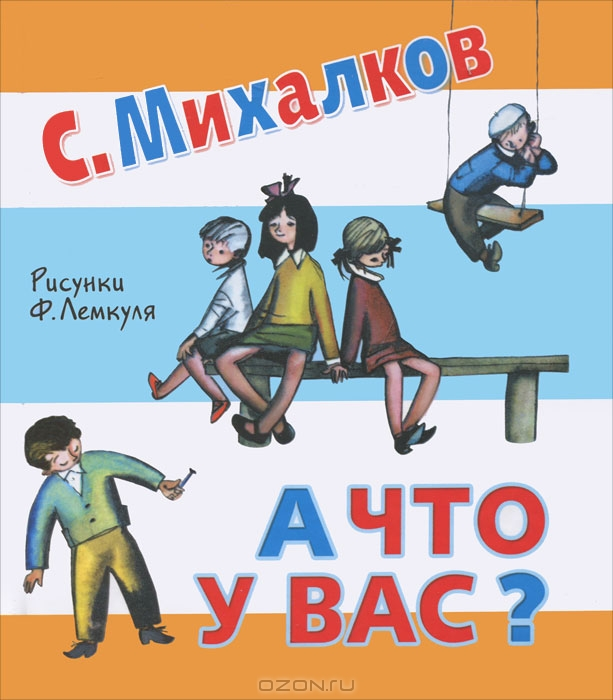 С. Михалков
Рисунки
Ф. Лемкуля
А ЧТО
У ВАС?
OZON.ru